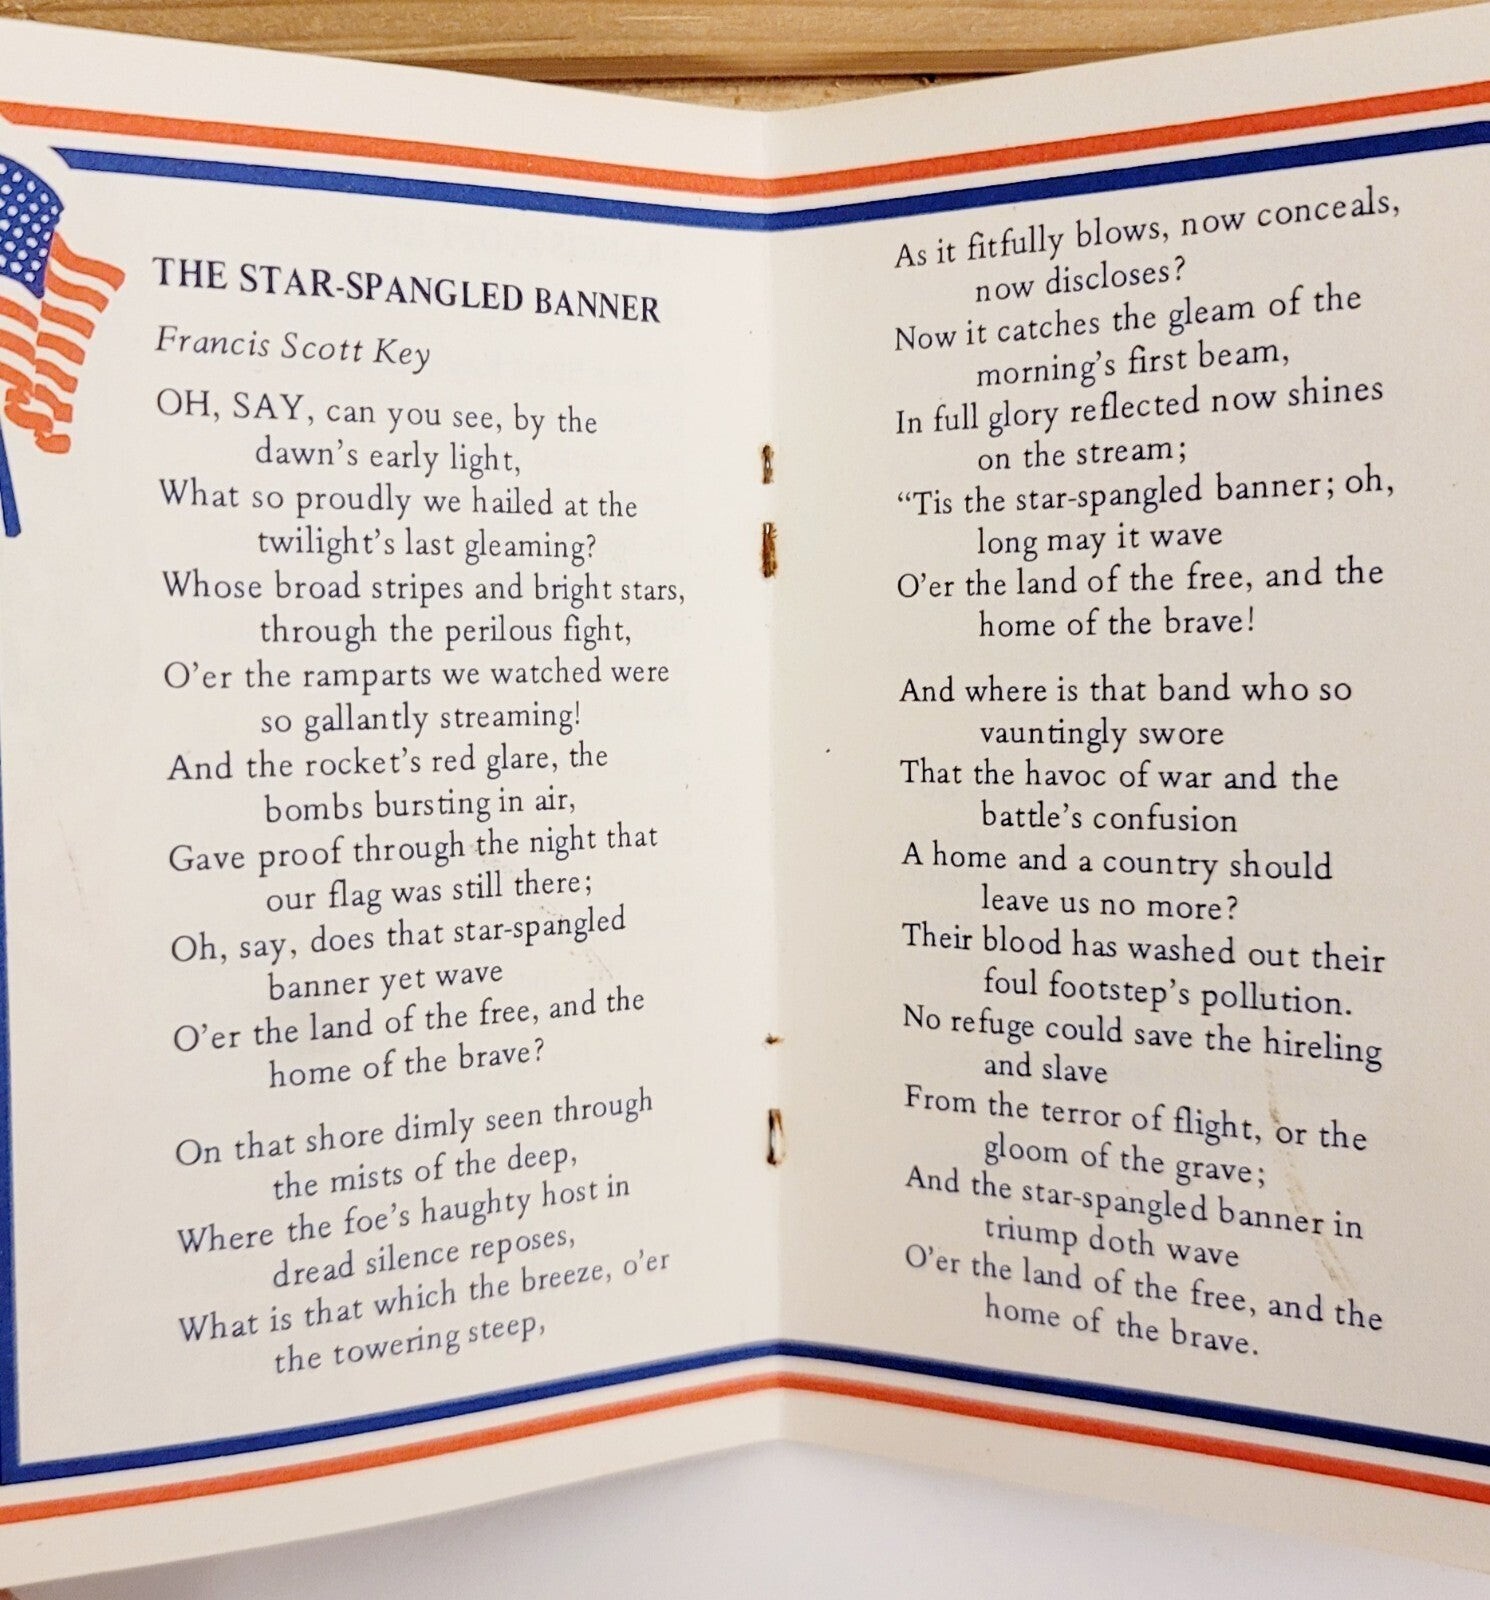 THE STAR-SPANGLED BANNER
Francis Scott Key
OH, SAY, can you see, by the
dawn's early light,
What so proudly we hailed at the
twilight's last gleaming?
Whose broad stripes and bright stars,
through the perilous fight,
O'er the ramparts we watched were
so gallantly streaming!
And the rocket's red glare, the
bombs bursting in air,
Gave proof through the night that
our flag was still there;
Oh, say, does that star-spangled
banner yet wave
O'er the land of the free, and the
home of the brave?
On that shore dimly seen through
the mists of the deep,
Where the foe's haughty host in
dread silence reposes,
What is that which the breeze, o'er
the towering steep,
As it fitfully blows, now conceals,
now discloses?
Now it catches the gleam of the
morning's first beam,
In full glory reflected now shines
on the stream;
“Tis the star-spangled banner; oh,
long may it wave
O'er the land of the free, and the
home of the brave!
And where is that band who so
vauntingly swore
That the havoc of war and the
battle's confusion
A home and a country should
leave us no more?
Their blood has washed out their
foul footstep's pollution.
No refuge could save the hireling
and slave
From the terror of flight, or the
gloom of the grave;
And the star-spangled banner in
triump doth wave
O'er the land of the free, and the
home of the brave.